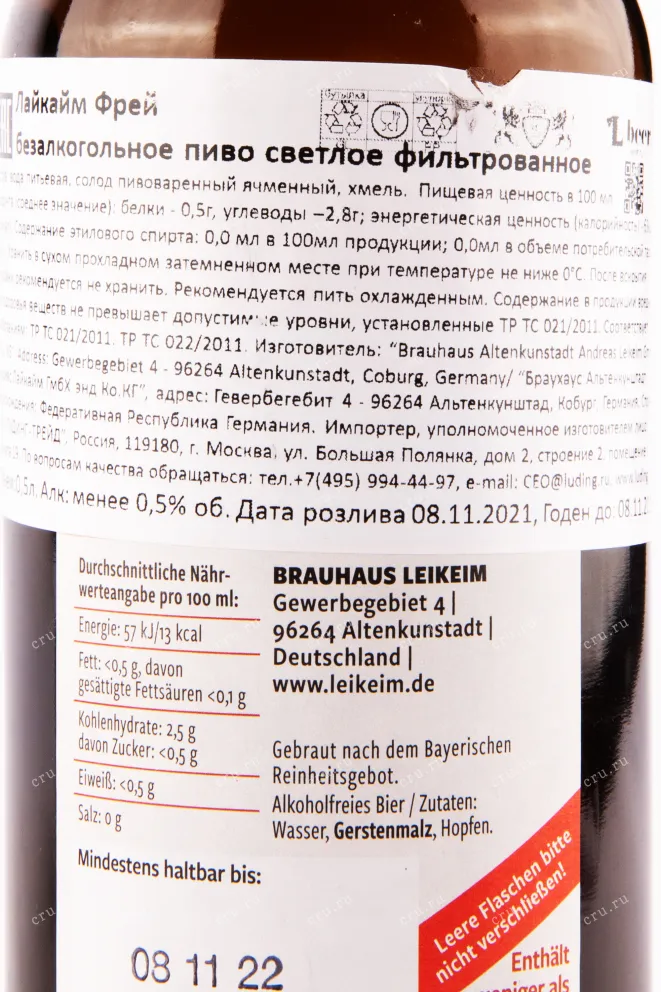 Лайкайм Фрей
безалкогольное пиво светлое фильтрованное
вода питьевая, солод пивоваренный ячменный, хмель. Пищевая ценность в 100 мл
среднее значение): белки - 0,5г, углеводы –2,8г; энергетическая ценность (калорийность)
Содержание этилового спирта: 0,0 мл в 100мл продукции; 0,0мл в объеме потребительской
хранить в сухом прохладном затемненном месте при температуре не ниже 0°С. После вскрытия
рекомендуется не хранить. Рекомендуется пить охлажденным. Содержание в продукции
веществ не превышает допустимые уровни, установленные ТР ТС 021/2011. Соответствует
ТР ТС 021/2011. ТР ТС 022/2011. Изготовитель: "Brauhaus Altenkunstadt Andreas Leikeim
Address: Gewerbegebiet 4 - 96264 Altenkunstadt, Coburg, Germany/ "Браухаус Альтенкунштадт
Лайкайм ГмбХ энд Ко.КГ", адрес: Гевербегебит 4 - 96264 Альтенкунштад, Кобург, Германия.
Федеративная Республика Германия. Импортер, уполномоченное изготовителем лицо
ТРЕЙД", Россия, 119180, г. Москва, ул. Большая Полянка, дом 2, строение 2, помещение
По вопросам качества обращаться: тел.+7(495) 994-44-97, e-mail: CEO@luding.ru,
0,5л. Алк: менее 0,5% об. Дата розлива 08.11.2021, Годен до: 08.11.2
Durchschnittliche Nähr-
werteangabe pro 100 ml:
Energie: 57 kJ/13 kcal
Fett: <0,5 g, davon
gesättigte Fettsäuren <0,1 g
Kohlenhydrate: 2,5 g
davon Zucker: <0,5 g
Eiweiß: <0,5 g
Salz: 0 g
Mindestens haltbar bis:
08 11 22
BRAUHAUS LEIKEIM
Gewerbegebiet 4 |
96264 Altenkunstadt |
Deutschland |
www.leikeim.de
Gebraut nach dem Bayerischen
Reinheitsgebot.
Alkoholfreies Bier / Zutaten:
Wasser, Gerstenmalz, Hopfen.
Leere Flaschen bitte
nicht verschließen!
Enthält
weniger als